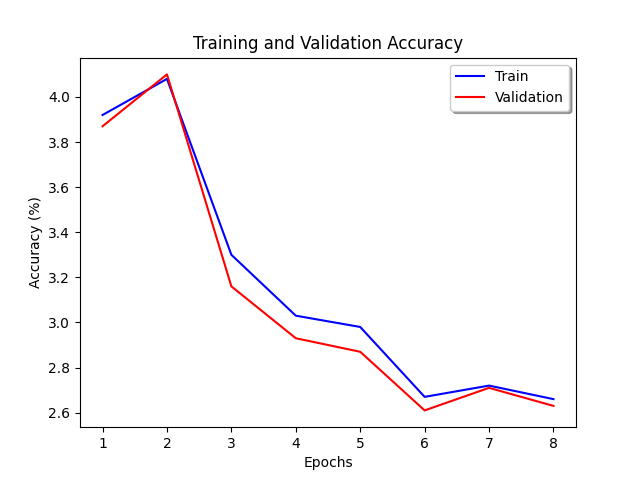 Training and Validation Accuracy
Train
Validation
4.0
3.8
3.6
3.4
3.2
3.0
2.8
2.6
Accuracy (%)
1 2 3 4 5 6 7 8
Epochs